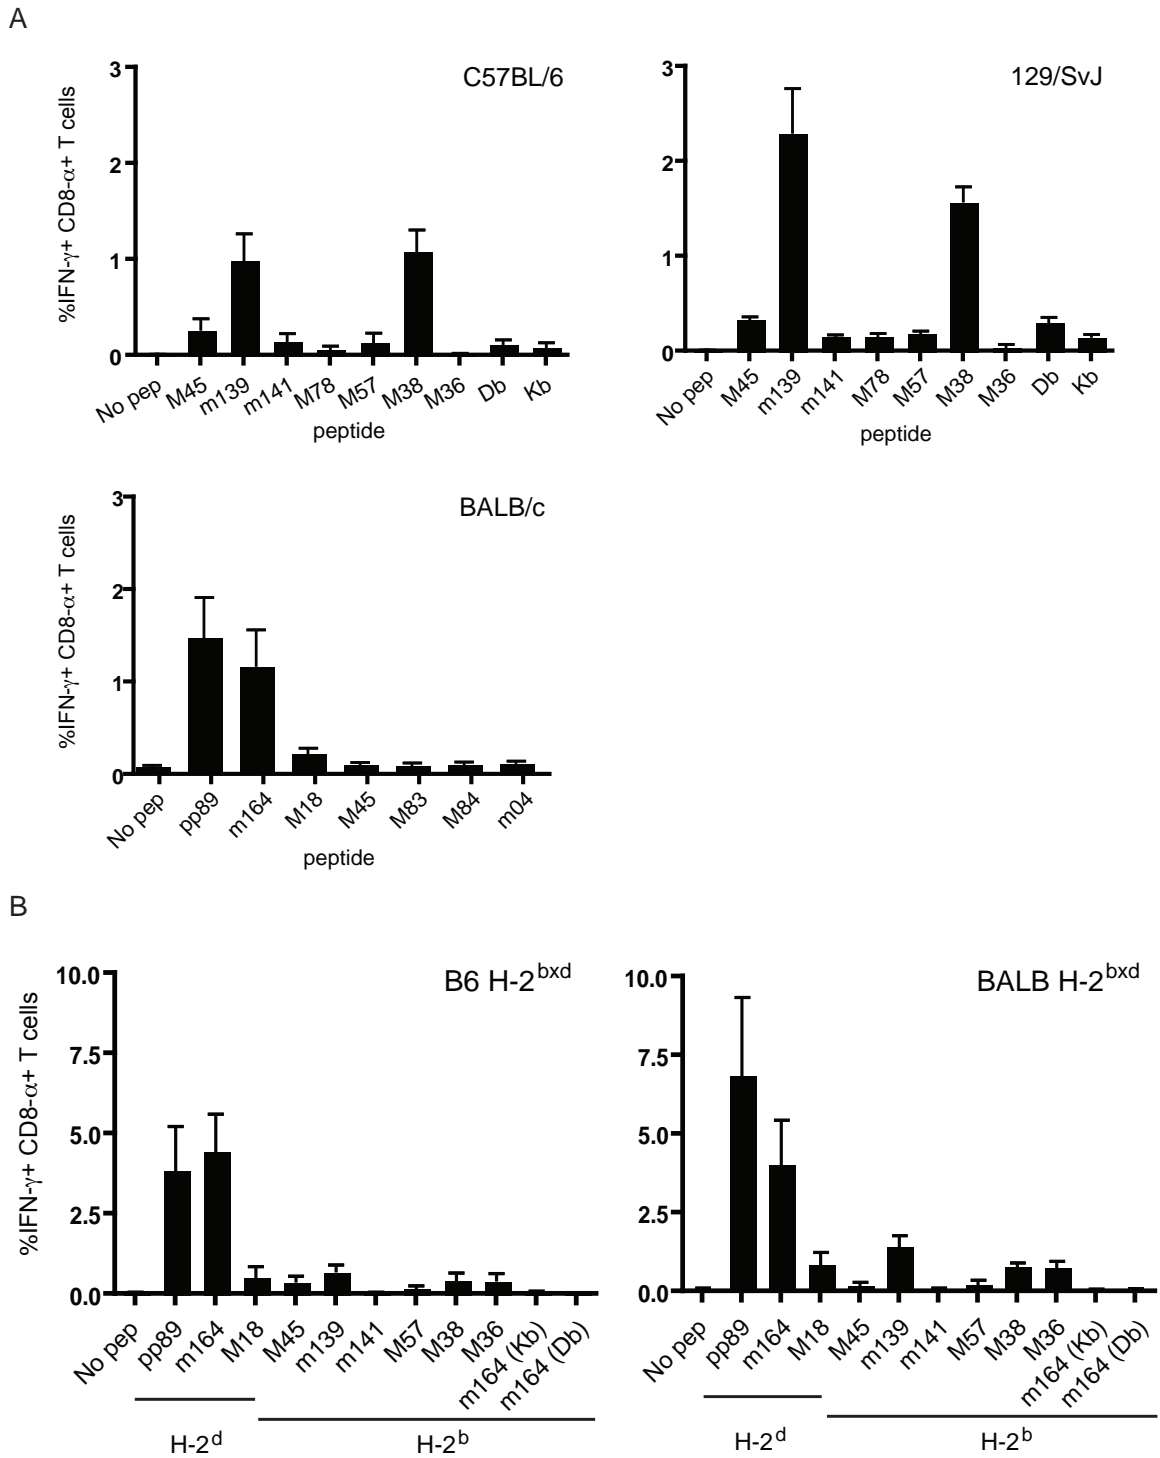 A
C57BL/6
%IFN-γ+ CD8-α+ T cells
3
2
1
0
No pep M45 m139 m141 M78 M57 M38 M36 Db Kb
peptide
129/SvJ
3
2
1
0
No pep M45 m139 m141 M78 M57 M38 M36 Db Kb
peptide
BALB/c
%IFN-γ+ CD8-α+ T cells
3
2
1
0
No pep pp89 m164 M18 M45 M83 M84 m04
peptide
B
B6 H-2bxd
%IFN-γ+ CD8-α+ T cells
10.0
7.5
5.0
2.5
0.0
No pep pp89 m164 M18 M45 m139 m141 M57 M38 M36 m164 (Kb) m164 (Db)
H-2d H-2b
BALB H-2bxd
10.0
7.5
5.0
2.5
0.0
No pep pp89 m164 M18 M45 m139 m141 M57 M38 M36 m164 (Kb) m164 (Db)
H-2d H-2b